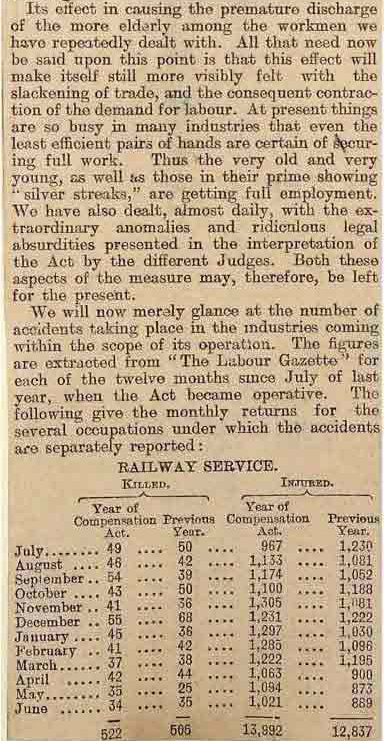 Its effect in causing the premature discharge
of the more elderly among the workmen we
have repeatedly dealt with. All that need now
be said upon this point is that this effect will
make itself still more visibly felt with the
slackening of trade, and the consequent contrac-
tion of the demand for labour. At present things
are so busy in many industries that even the
least efficient pairs of hands are certain of secur-
ing full work. Thus the very old and very
young, as well as those in their prime showing
"silver streaks," are getting full employment.
We have also dealt, almost daily, with the ex-
traordinary anomalies and ridiculous legal
absurdities presented in the interpretation of
the Act by the different Judges. Both these
aspects of the measure may, therefore, be left
for the present.
We will now merely glance at the number of
accidents taking place in the industries coming
within the scope of its operation. The figures
are extracted from "The Labour Gazette" for
each of the twelve months since July of last
year, when the Act became operative. The
following give the monthly returns for the
several occupations under which the accidents
are separately reported:
RAILWAY SERVICE.
KILLED. INJURED.
Year of Year of
Compensation Previous Compensation Previous
Act. Year. Act. Year.
July........ 49 .... 50 .... 967 .... 1,230
August .... 46 .... 42 .... 1,133 .... 1,081
September .. 54 .... 39 .... 1,174 .... 1,052
October .... 43 .... 50 .... 1,100 .... 1,188
November .. 41 .... 36 .... 1,305 .... 1,081
December .. 55 .... 68 .... 1,231 .... 1,222
January .... 45 .... 36 .... 1,297 .... 1,030
February .. 41 .... 42 .... 1,285 .... 1,096
March...... 37 .... 38 .... 1,222 .... 1,195
April ...... 42 .... 44 .... 1,063 .... 900
May........ 35 .... 25 .... 1,094 .... 873
June ...... 34 .... 35 .... 1,021 .... 889
522 505 13,992 12,837